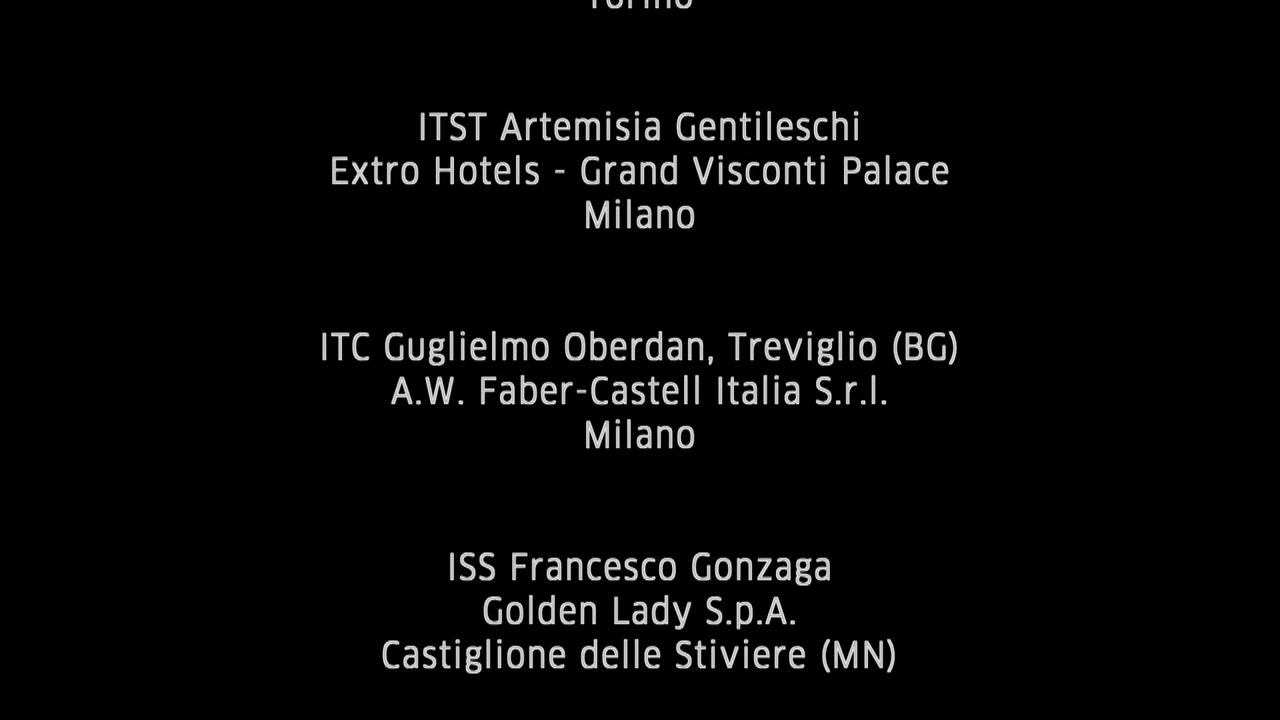 Torino
ITST Artemisia Gentileschi
Extro Hotels - Grand Visconti Palace
Milano
ITC Guglielmo Oberdan, Treviglio (BG)
A.W. Faber-Castell Italia S.r.l.
Milano
ISS Francesco Gonzaga
Golden Lady S.p.A.
Castiglione delle Stiviere (MN)